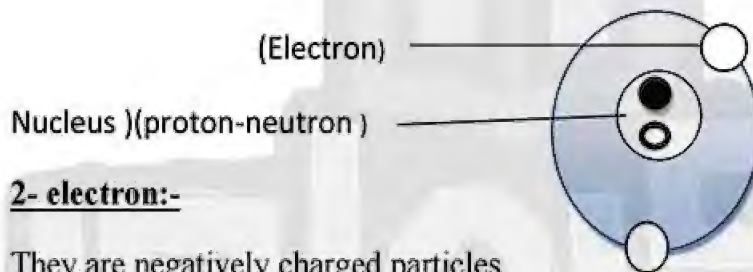 (Electron)
Nucleus )(proton-neutron )
2- electron:-
They are negatively charged particles